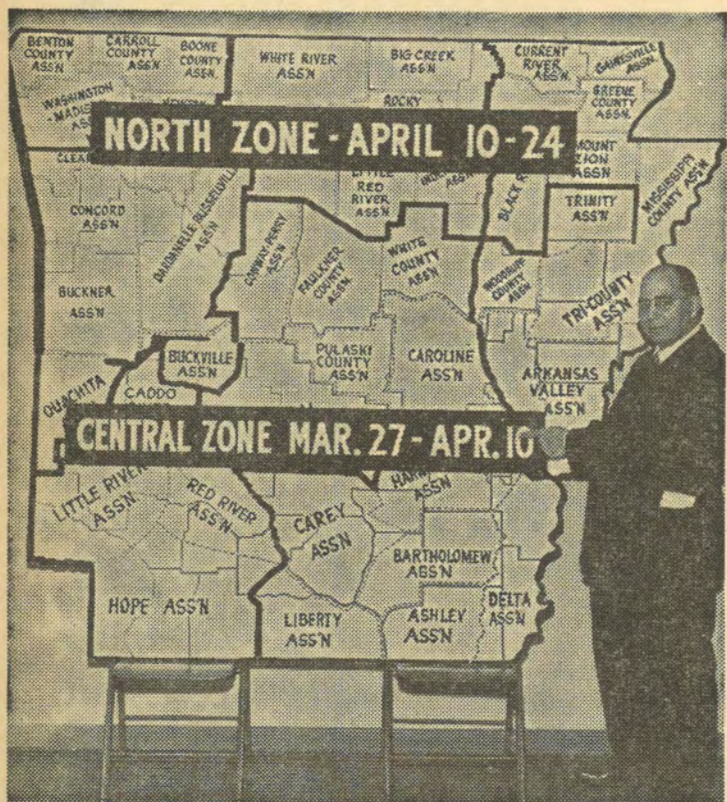 BENTON
COUNTY
ASS'N
CARROLL
COUNTY
ASS'N
BOONE
COUNTY
ASS'N.
WHITE RIVER
ASS'N
BIG CREEK
ASS'N
CURRENT
RIVER
ASS'N
GAINESVILLE
ASS'N.
WASHINGTON
-MADISON
ROCKY
GREENE
COUNTY
ASS'N.
NORTH ZONE - APRIL 10-24
CONCORD
ASS'N
DARDANELLE RUSSELLVILLE
ASS'N
LITTLE
RED
RIVER
ASS'N
BLACK
MOUNT
ZION
ASS'N
TRINITY
ASS'N
MISSISSIPPI
COUNTY ASS'N
CONWAY-PERRY
ASS'N
FAULKNER
COUNTY
ASS'N.
WHITE
COUNTY
ASS'N
WOODRUFF
COUNTY
ASS'N
TRI-COUNTY
ASS'N
BUCKNER
ASS'N
BUCKVILLE
ASS'N
PULASKI
COUNTY
ASS'N
CAROLINE
ASS'N
ARKANSAS
VALLEY
ASS'N
OUACHITA
CADDO
CENTRAL ZONE MAR. 27 - APR. 10
LITTLE RIVER
ASS'N
RED RIVER
ASS'N
CAREY
ASS'N
ASS'N
BARTHOLOMEW
ASS'N
HOPE ASS'N
LIBERTY
ASS'N
ASHLEY
ASS'N
DELTA
ASS'N